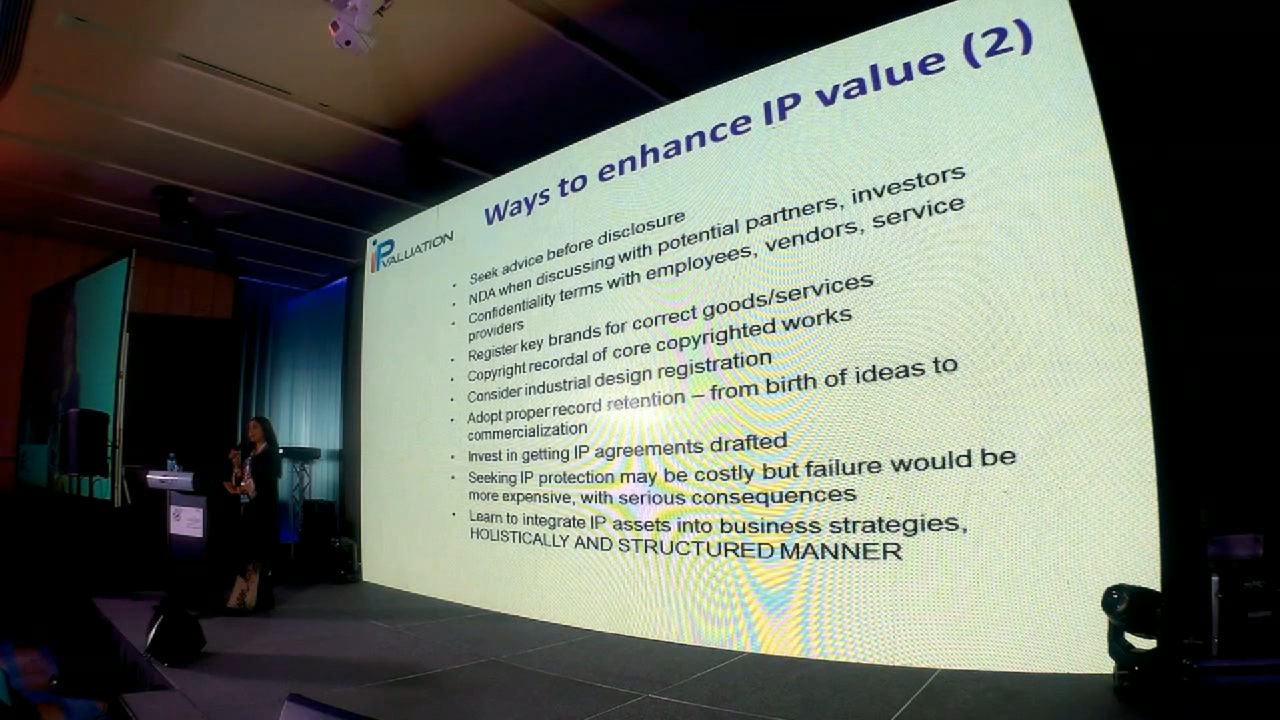 Ways to enhance IP value (2)
iP VALUATION
• Seek advice before disclosure
• NDA when discussing with potential partners, investors
• Confidentiality terms with employees, vendors, service
providers
• Register key brands for correct goods/services
• Copyright recordal of core copyrighted works
• Consider industrial design registration
• Adopt proper record retention – from birth of ideas to
commercialization
• Invest in getting IP agreements drafted
• Seeking IP protection may be costly but failure would be
more expensive, with serious consequences
• Learn to integrate IP assets into business strategies,
HOLISTICALLY AND STRUCTURED MANNER